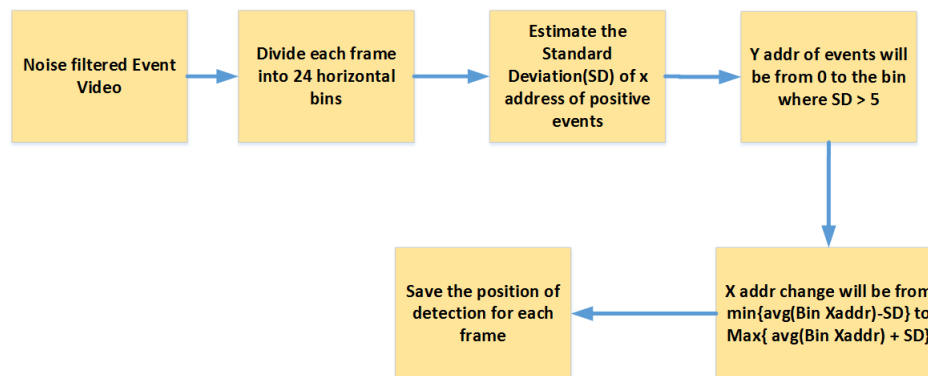 Noise filtered Event
Video
Divide each frame
into 24 horizontal
bins
Estimate the
Standard
Deviation(SD) of x
address of positive
events
Y addr of events will
be from 0 to the bin
where SD > 5
X addr change will be from
min{avg(Bin Xaddr)-SD} to
Max{ avg(Bin Xaddr) + SD}
Save the position of
detection for each
frame